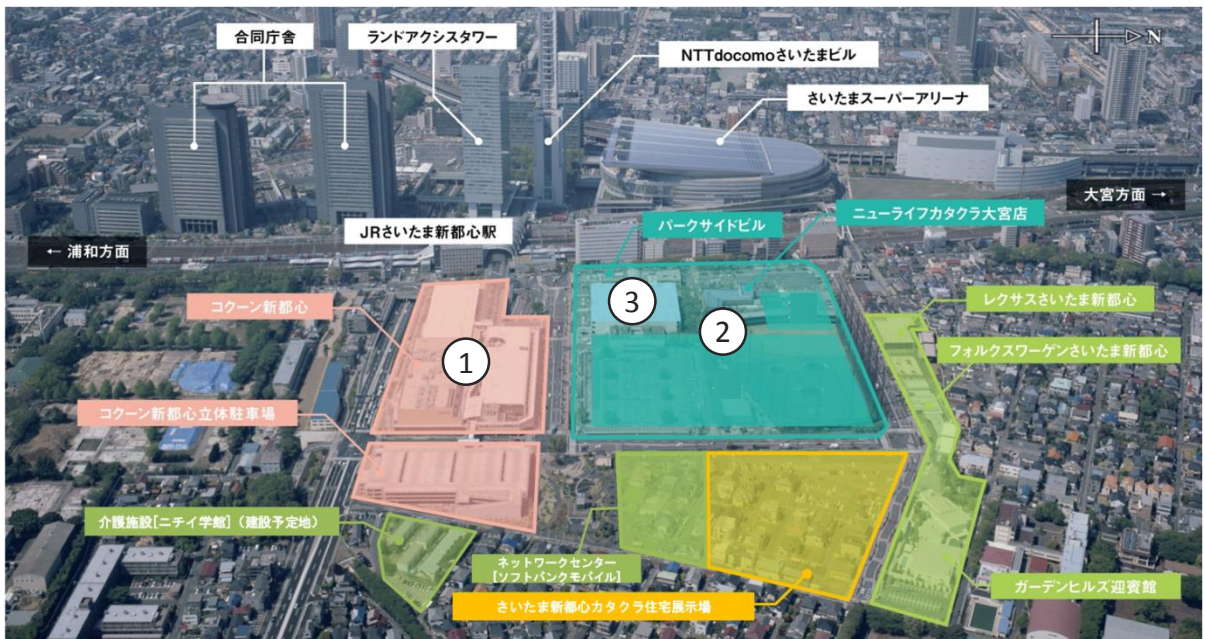 合同庁舎
ランドアクシスタワー
NTTdocomoさいたまビル
さいたまスーパーアリーナ
N
大宮方面 →
← 浦和方面
JRさいたま新都心駅
パークサイドビル
ニューライフカタクラ大宮店
コクーン新都心
レクサスさいたま新都心
フォルクスワーゲンさいたま新都心
①
②
③
コクーン新都心立体駐車場
介護施設[ニチイ学館]（建設予定地）
ネットワークセンター
[ソフトバンクモバイル]
さいたま新都心カタクラ住宅展示場
ガーデンヒルズ迎賓館